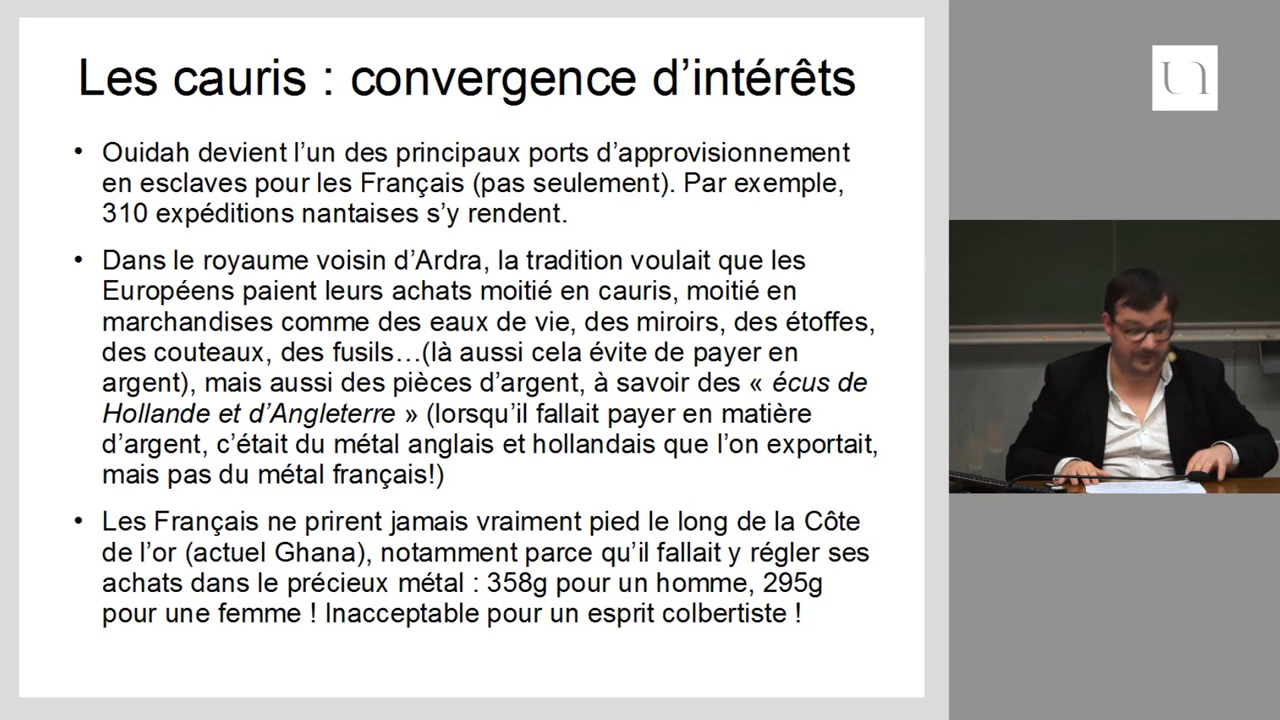 Les cauris : convergence d’intérêts
• Ouidah devient l’un des principaux ports d’approvisionnement
en esclaves pour les Français (pas seulement). Par exemple,
310 expéditions nantaises s’y rendent.
• Dans le royaume voisin d’Ardra, la tradition voulait que les
Européens paient leurs achats moitié en cauris, moitié en
marchandises comme des eaux de vie, des miroirs, des étoffes,
des couteaux, des fusils…(là aussi cela évite de payer en
argent), mais aussi des pièces d’argent, à savoir des « écus de
Hollande et d’Angleterre » (lorsqu’il fallait payer en matière
d’argent, c’était du métal anglais et hollandais que l’on exportait,
mais pas du métal français!)
• Les Français ne prirent jamais vraiment pied le long de la Côte
de l’or (actuel Ghana), notamment parce qu’il fallait y régler ses
achats dans le précieux métal : 358g pour un homme, 295g
pour une femme ! Inacceptable pour un esprit colbertiste !